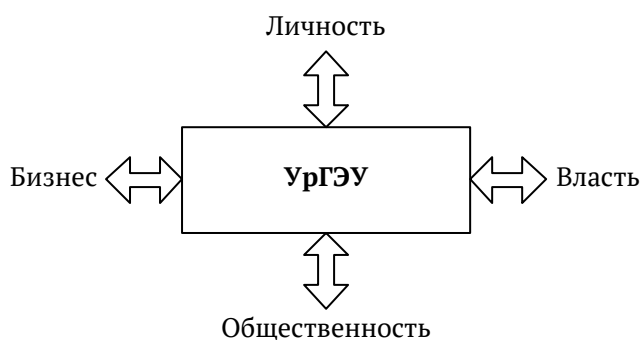 Личность
Бизнес
УрГЭУ
Власть
Общественность